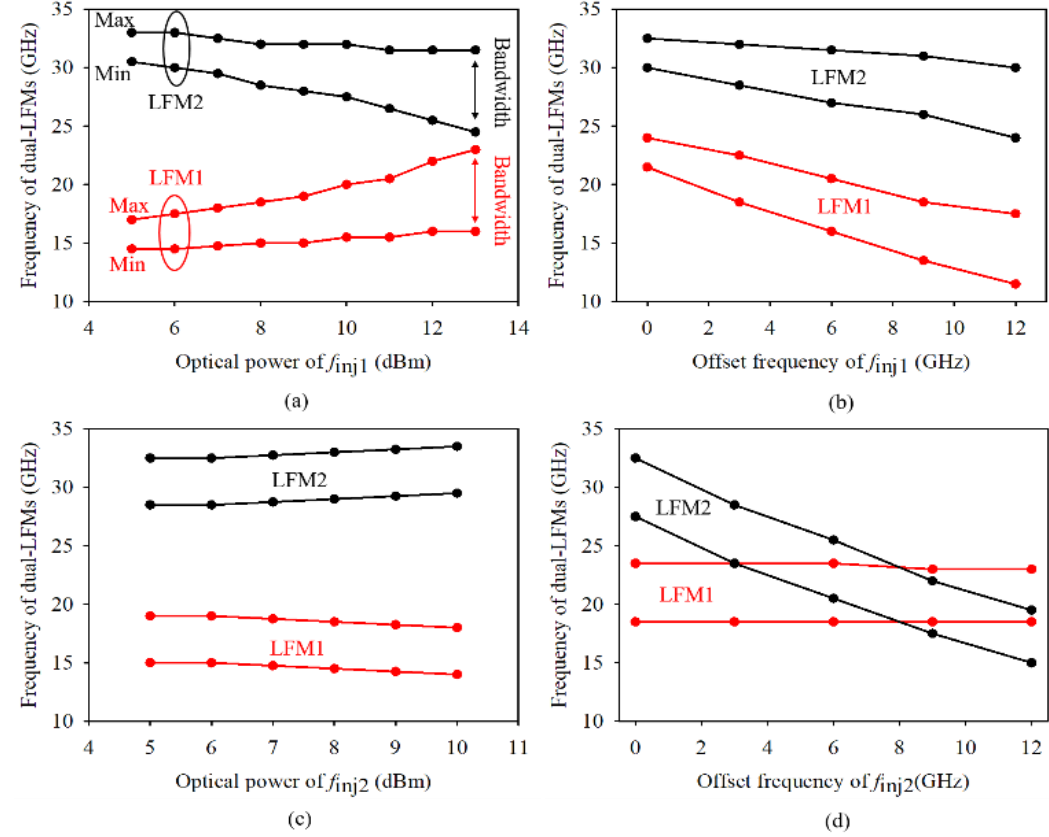 Frequency of dual-LFMs (GHz)
35
30
25
20
15
10
Max
Min
LFM2
LFM1
Max
Min
Bandwidth
Bandwidth
4 6 8 10 12 14
Optical power of finj1 (dBm)
(a)
Frequency of dual-LFMs (GHz)
35
30
25
20
15
10
LFM2
LFM1
0 2 4 6 8 10 12
Offset frequency of finj1 (GHz)
(b)
Frequency of dual-LFMs (GHz)
35
30
25
20
15
10
LFM2
LFM1
4 5 6 7 8 9 10 11
Optical power of finj2 (dBm)
(c)
Frequency of dual-LFMs (GHz)
35
30
25
20
15
10
LFM2
LFM1
0 2 4 6 8 10 12
Offset frequency of finj2(GHz)
(d)